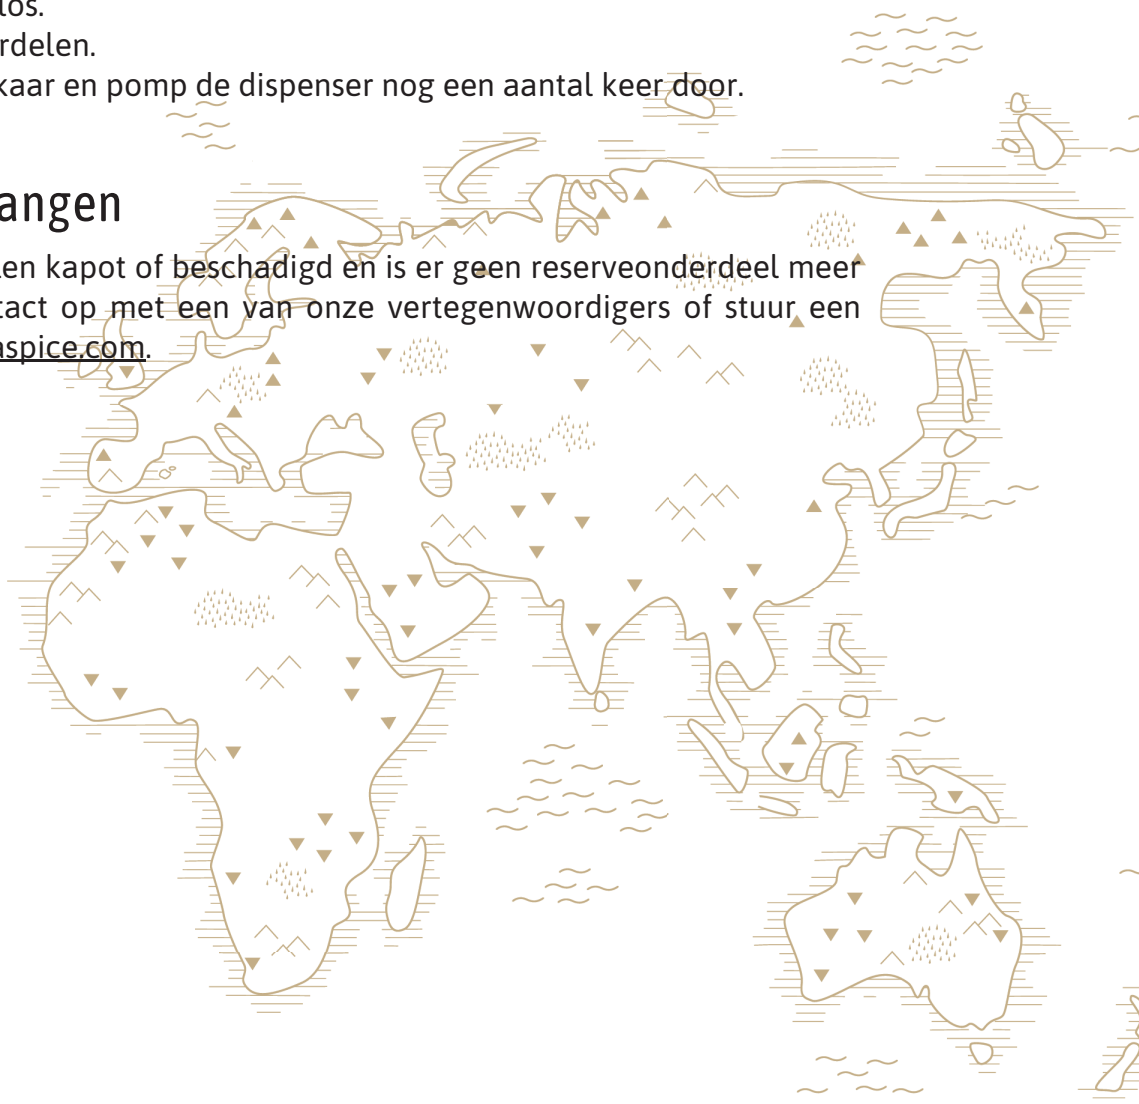 los.
rdelen.
kaar en pomp de dispenser nog een aantal keer door.
angen
len kapot of beschadigd en is er geen reserveonderdeel meer
tact op met een van onze vertegenwoordigers of stuur een
aspice.com.